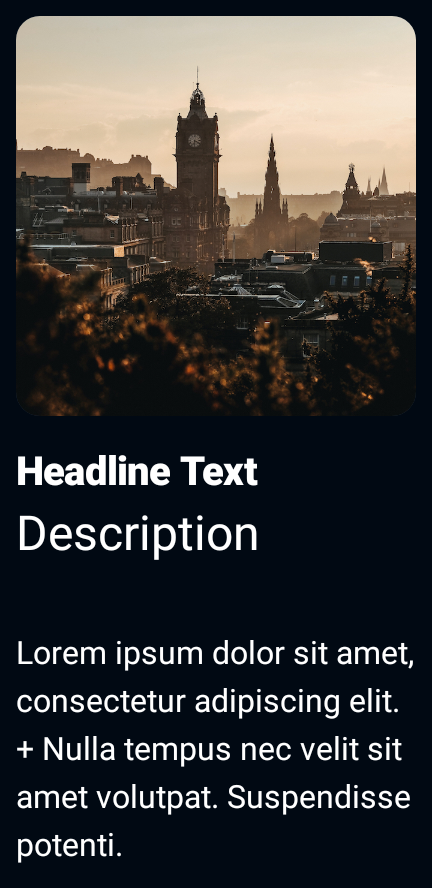 Headline Text
Description
Lorem ipsum dolor sit amet,
consectetur adipiscing elit.
+ Nulla tempus nec velit sit
amet volutpat. Suspendisse
potenti.